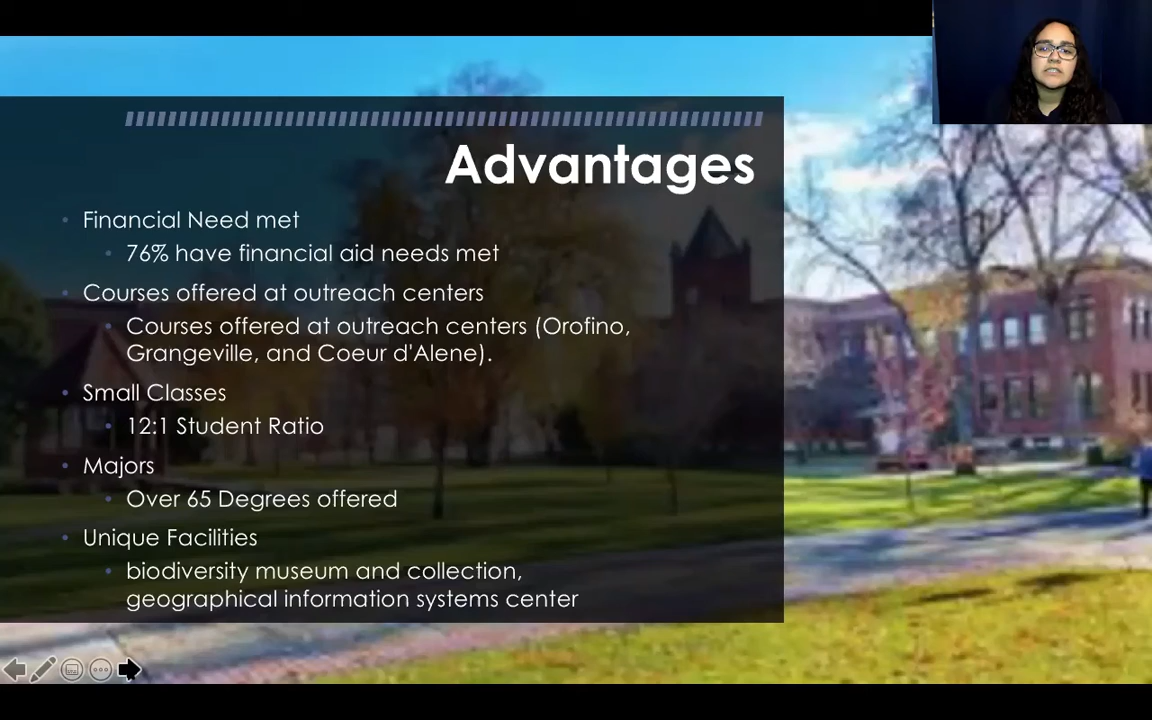 Advantages
Financial Need met
76% have financial aid needs met
Courses offered at outreach centers
Courses offered at outreach centers (Orofino,
Grangeville, and Coeur d'Alene).
Small Classes
12:1 Student Ratio
Majors
Over 65 Degrees offered
Unique Facilities
biodiversity museum and collection,
geographical information systems center